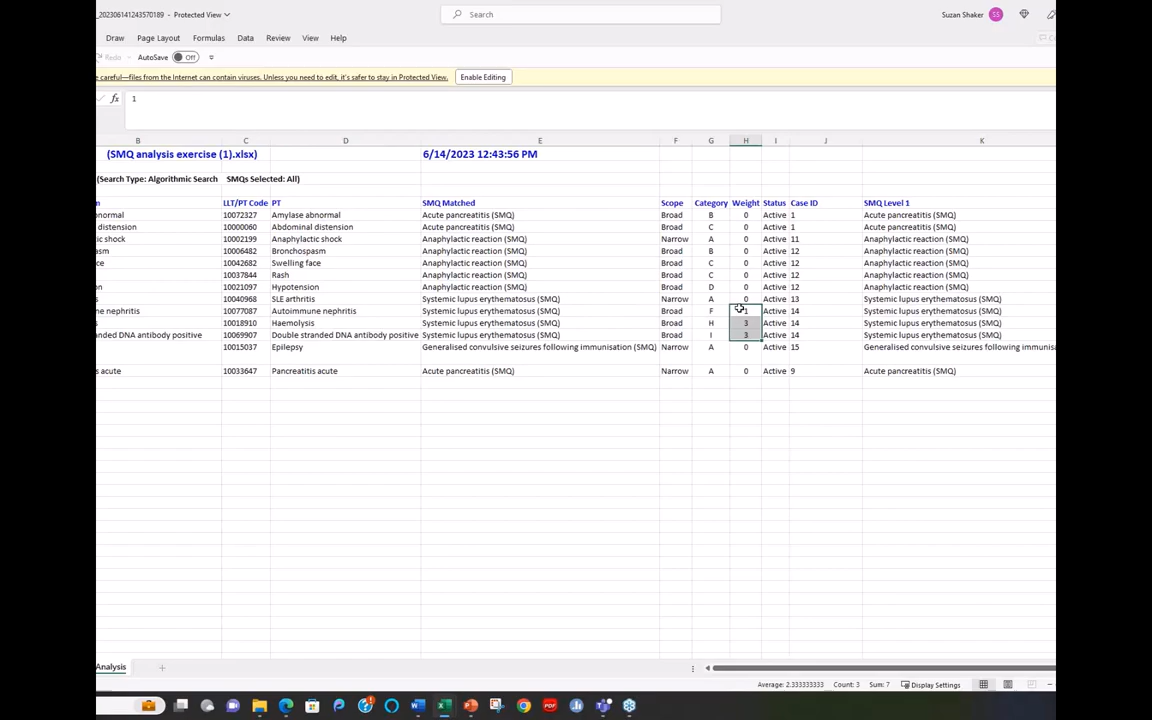 _202306141243570189 • Protected View
Search
Suzan Shaker SS
Draw Page Layout Formulas Data Review View Help
Redo AutoSave Off
careful—files from the Internet can contain viruses. Unless you need to edit, it's safer to stay in Protected View. Enable Editing
fx 1
B C D E F G H I J K
(SMQ analysis exercise (1).xlsx) 6/14/2023 12:43:56 PM
(Search Type: Algorithmic Search SMQs Selected: All)
LLT/PT Code PT SMQ Matched Scope Category Weight Status Case ID SMQ Level 1
normal 10072327 Amylase abnormal Acute pancreatitis (SMQ) Broad B 0 Active 1 Acute pancreatitis (SMQ)
distension 10000060 Abdominal distension Acute pancreatitis (SMQ) Broad C 0 Active 1 Acute pancreatitis (SMQ)
tic shock 10002199 Anaphylactic shock Anaphylactic reaction (SMQ) Narrow A 0 Active 11 Anaphylactic reaction (SMQ)
sm 10006482 Bronchospasm Anaphylactic reaction (SMQ) Broad B 0 Active 12 Anaphylactic reaction (SMQ)
ce 10042682 Swelling face Anaphylactic reaction (SMQ) Broad C 0 Active 12 Anaphylactic reaction (SMQ)
10037844 Rash Anaphylactic reaction (SMQ) Broad C 0 Active 12 Anaphylactic reaction (SMQ)
on 10021097 Hypotension Anaphylactic reaction (SMQ) Broad D 0 Active 12 Anaphylactic reaction (SMQ)
s 10040968 SLE arthritis Systemic lupus erythematosus (SMQ) Narrow A 0 Active 13 Systemic lupus erythematosus (SMQ)
une nephritis 10077087 Autoimmune nephritis Systemic lupus erythematosus (SMQ) Broad F 1 Active 14 Systemic lupus erythematosus (SMQ)
s 10018910 Haemolysis Systemic lupus erythematosus (SMQ) Broad H 3 Active 14 Systemic lupus erythematosus (SMQ)
anded DNA antibody positive 10069907 Double stranded DNA antibody positive Systemic lupus erythematosus (SMQ) Broad I 3 Active 14 Systemic lupus erythematosus (SMQ)
10015037 Epilepsy Generalised convulsive seizures following immunisation (SMQ) Narrow A 0 Active 15 Generalised convulsive seizures following immunisa
s acute 10033647 Pancreatitis acute Acute pancreatitis (SMQ) Narrow A 0 Active 9 Acute pancreatitis (SMQ)
Analysis
Average: 2.333333333 Count: 3 Sum: 7 Display Settings